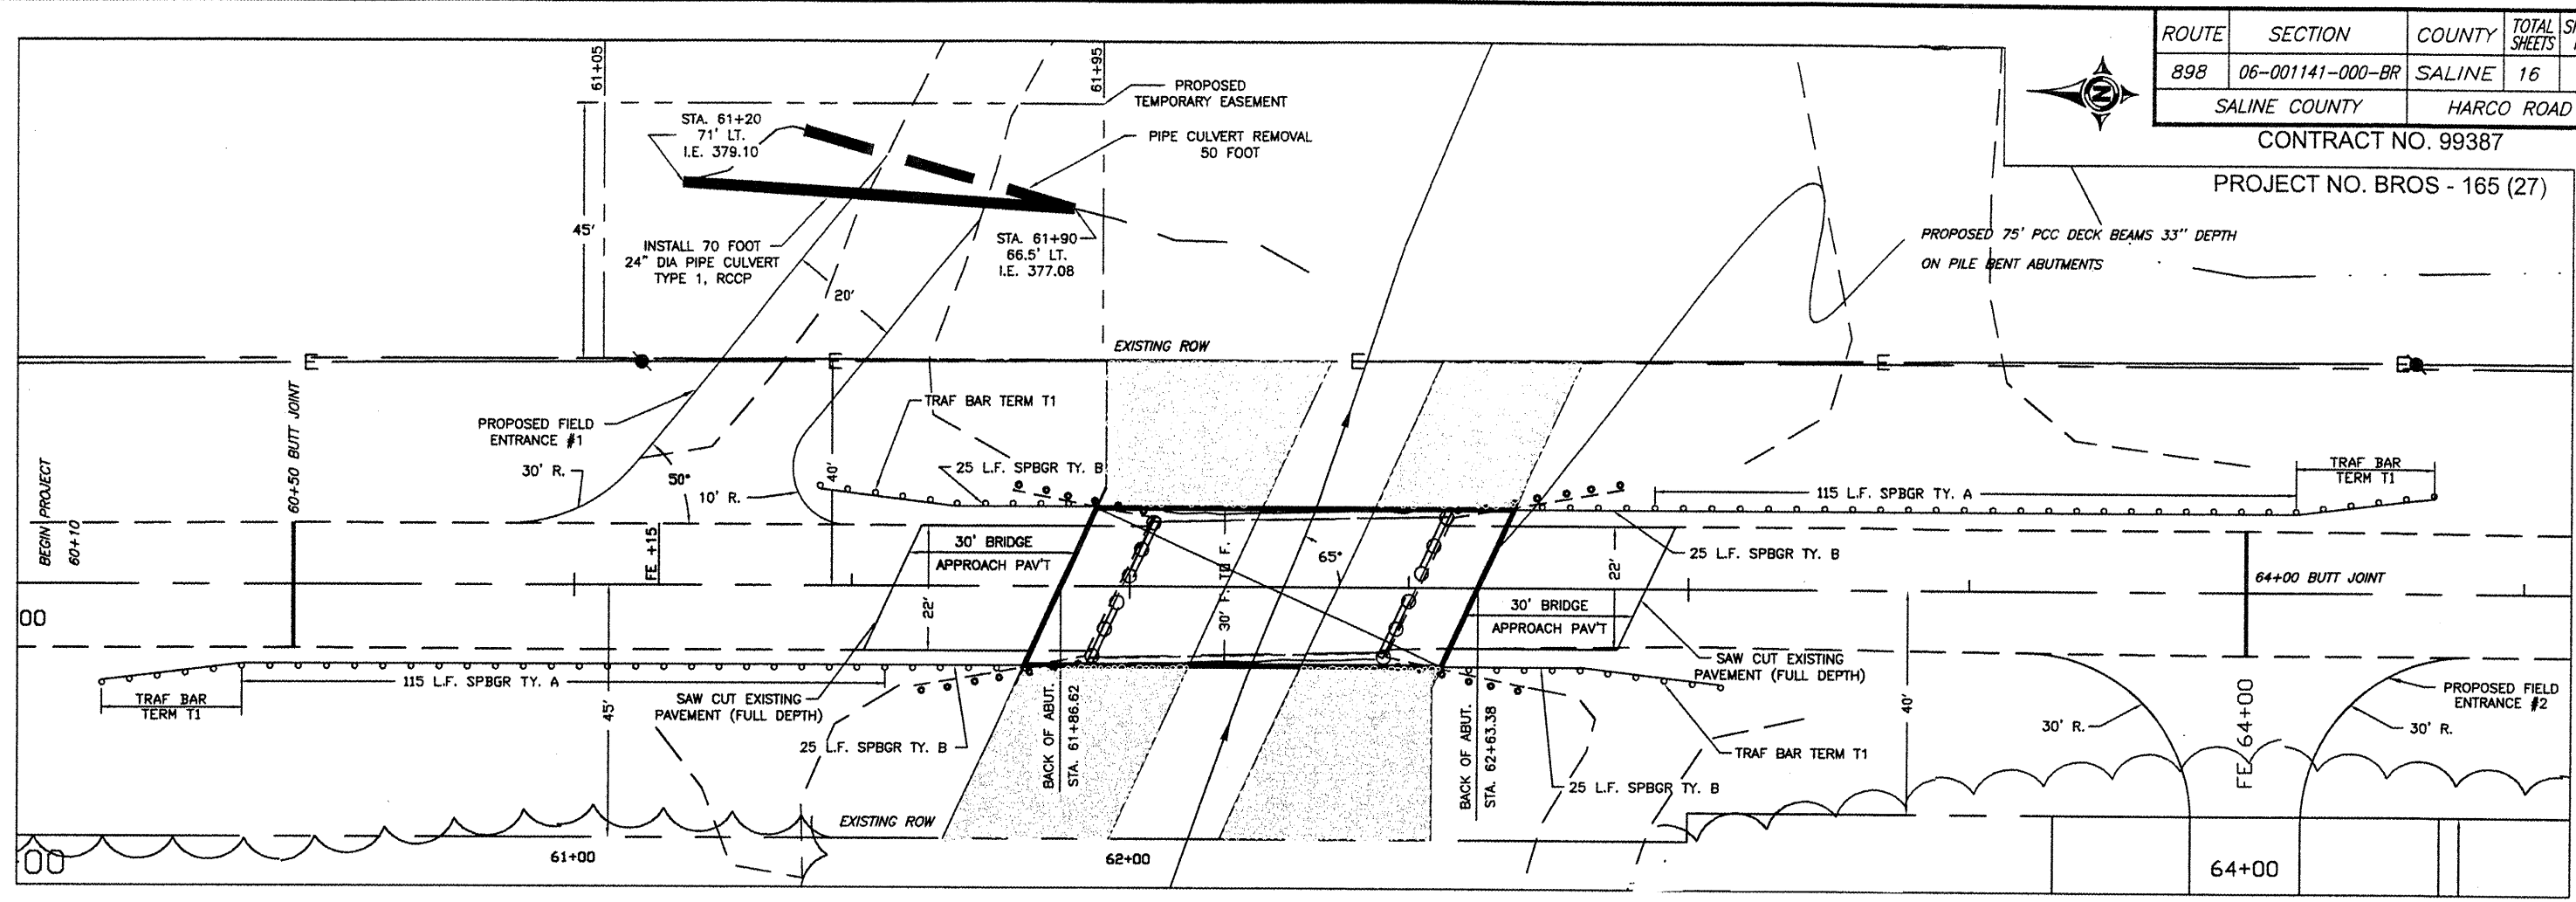 ROUTE SECTION COUNTY TOTAL SHEETS
898 06-001141-000-BR SALINE 16
SALINE COUNTY HARCO ROAD
CONTRACT NO. 99387
PROJECT NO. BROS - 165 (27)
N
61+05
61+95
PROPOSED
TEMPORARY EASEMENT
STA. 61+20
71' LT.
I.E. 379.10
PIPE CULVERT REMOVAL
50 FOOT
45'
INSTALL 70 FOOT
24" DIA PIPE CULVERT
TYPE 1, RCCP
STA. 61+90
66.5' LT.
I.E. 377.08
20'
PROPOSED 75' PCC DECK BEAMS 33" DEPTH
ON PILE BENT ABUTMENTS
EXISTING ROW
E
E
E
E
E
60+50 BUTT JOINT
PROPOSED FIELD
ENTRANCE #1
30' R.
50°
10' R.
40'
TRAF BAR TERM T1
25 L.F. SPBGR TY. B
115 L.F. SPBGR TY. A
TRAF BAR
TERM T1
BEGIN PROJECT
60+10
FE +15
30' BRIDGE
APPROACH PAV'T
22'
30' F. TO F.
65°
25 L.F. SPBGR TY. B
22'
30' BRIDGE
APPROACH PAV'T
64+00 BUTT JOINT
00
TRAF BAR
TERM T1
115 L.F. SPBGR TY. A
45'
SAW CUT EXISTING
PAVEMENT (FULL DEPTH)
25 L.F. SPBGR TY. B
BACK OF ABUT.
STA. 61+86.62
BACK OF ABUT.
STA. 62+63.38
SAW CUT EXISTING
PAVEMENT (FULL DEPTH)
TRAF BAR TERM T1
25 L.F. SPBGR TY. B
40'
30' R.
FE 64+00
PROPOSED FIELD
ENTRANCE #2
30' R.
EXISTING ROW
00
61+00
62+00
64+00